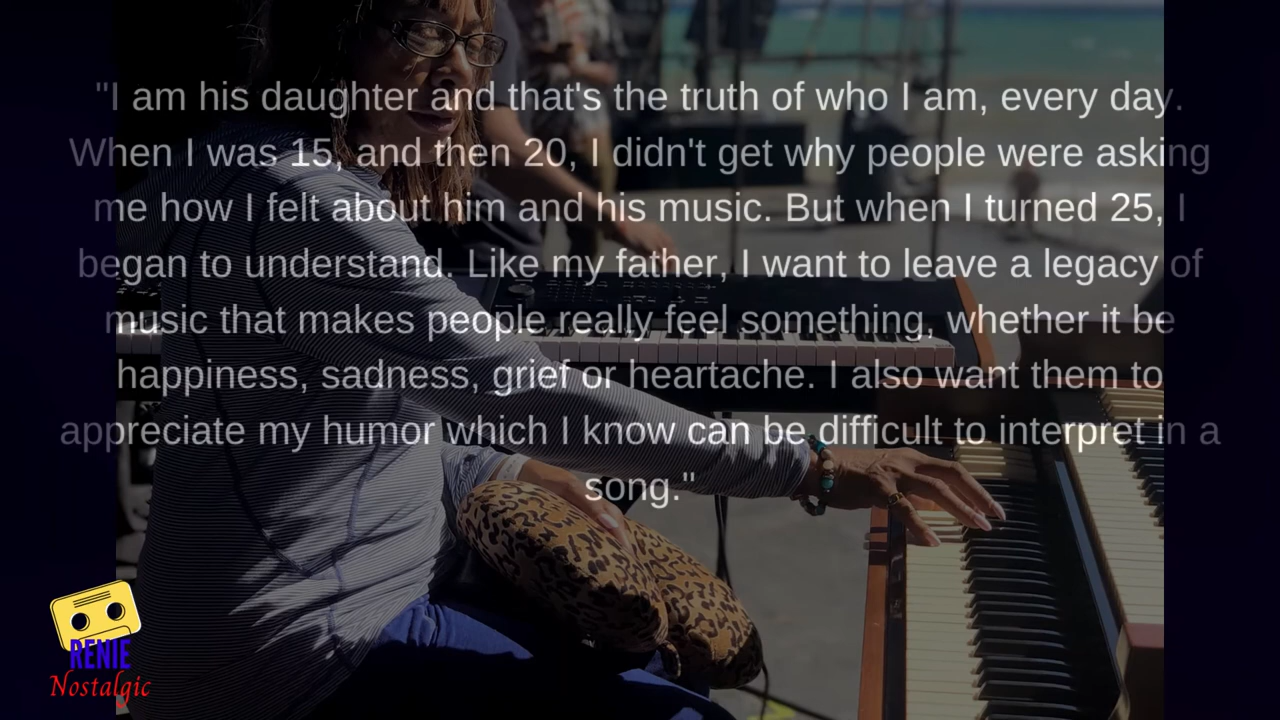 "I am his daughter and that's the truth of who I am, every day.
When I was 15, and then 20, I didn't get why people were asking
me how I felt about him and his music. But when I turned 25, I
began to understand. Like my father, I want to leave a legacy of
music that makes people really feel something, whether it be
happiness, sadness, grief or heartache. I also want them to
appreciate my humor which I know can be difficult to interpret in a
song."
RENIE
Nostalgic